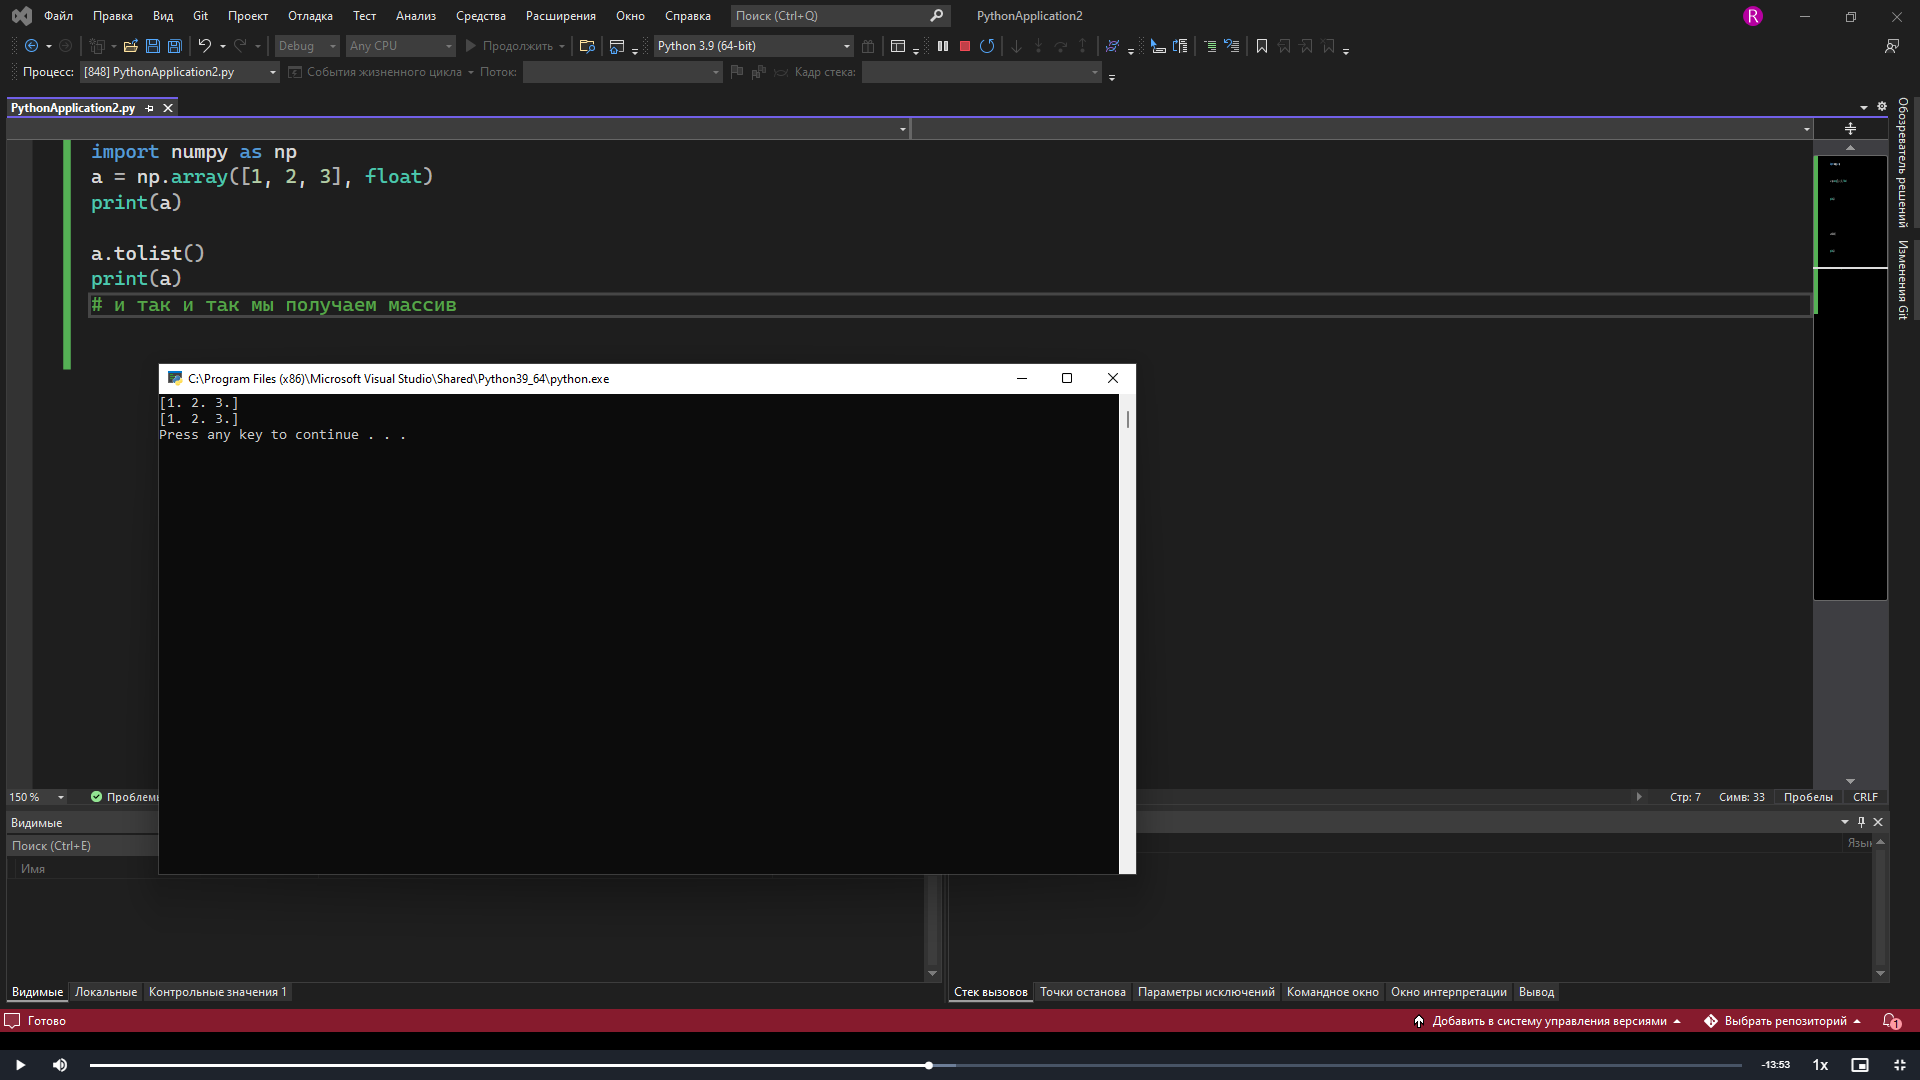 Файл Правка Вид Git Проект Отладка Тест Анализ Средства Расширения Окно Справка Поиск (Ctrl+Q) PythonApplication2 R
Debug Any CPU Продолжить Python 3.9 (64-bit)
Процесс: [848] PythonApplication2.py События жизненного цикла Поток: Кадр стека:
PythonApplication2.py
Обозреватель решений
Изменения Git
import numpy as np
a = np.array([1, 2, 3], float)
print(a)
a.tolist()
print(a)
# и так и так мы получаем массив
C:\Program Files (x86)\Microsoft Visual Studio\Shared\Python39_64\python.exe
[1. 2. 3.]
[1. 2. 3.]
Press any key to continue . . .
150 % Стр: 7 Симв: 33 Пробелы CRLF
Видимые
Поиск (Ctrl+E)
Имя
Видимые Локальные Контрольные значения 1
Стек вызовов Точки останова Параметры исключений Командное окно Окно интерпретации Вывод
Готово Добавить в систему управления версиями Выбрать репозиторий 1
-13:53 1x